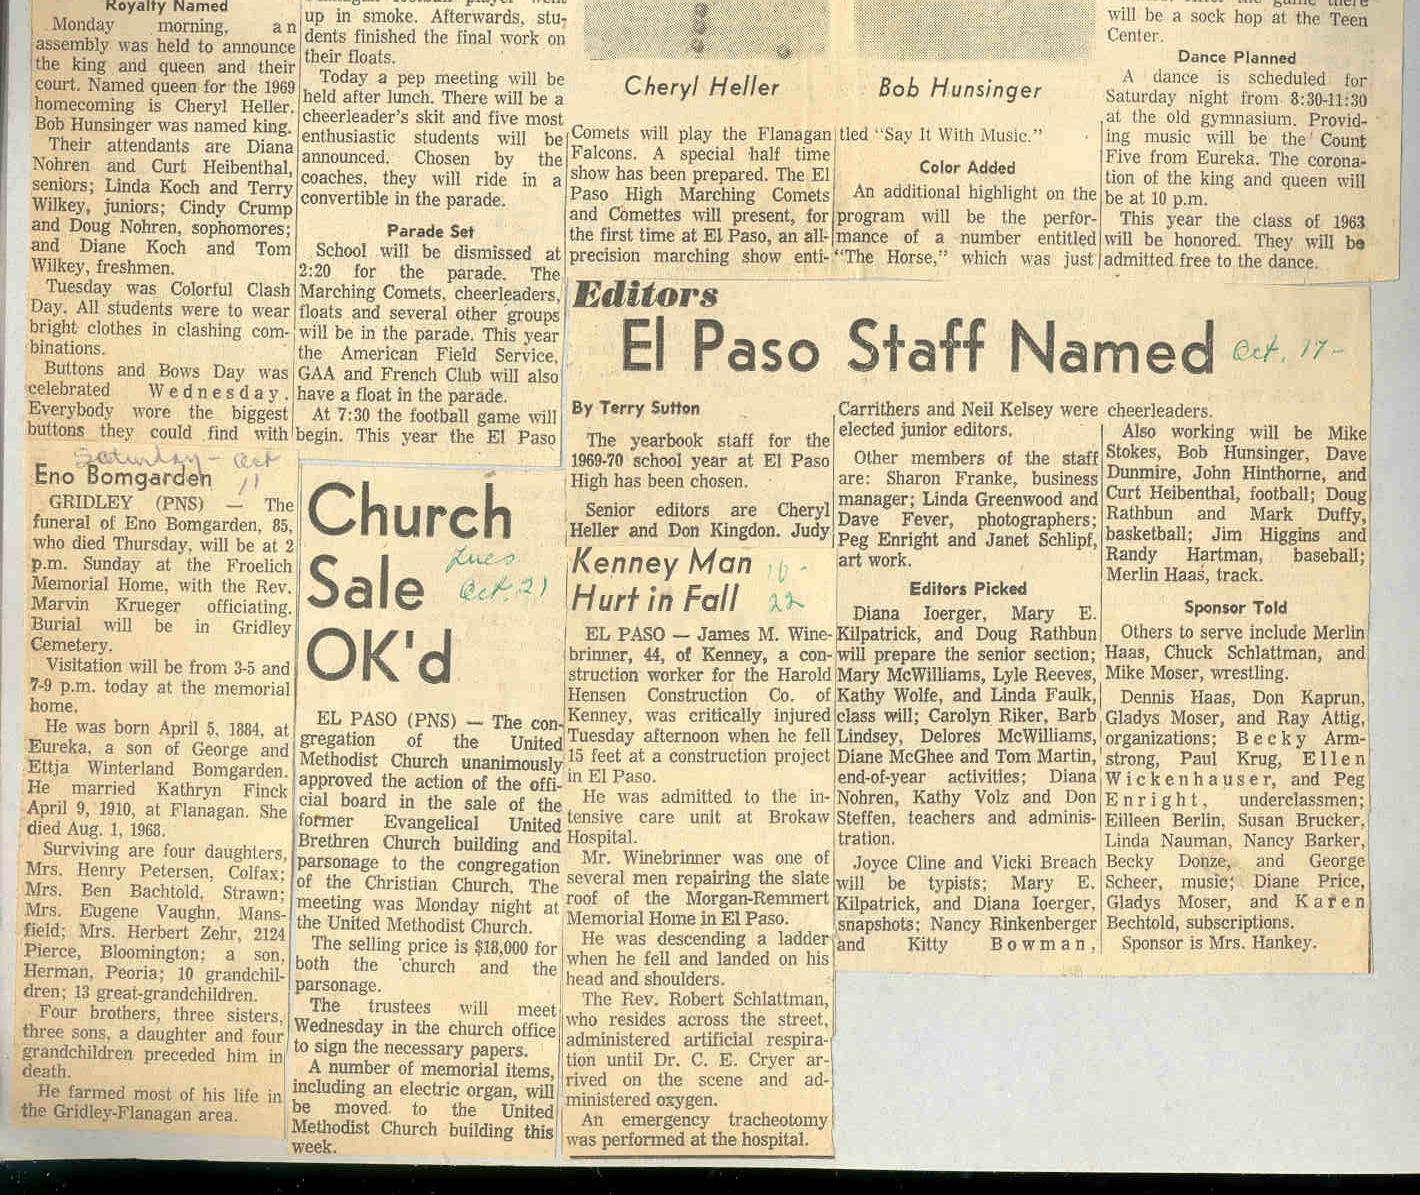 Royalty Named
Monday morning, an
assembly was held to announce
the king and queen and their
court. Named queen for the 1969
homecoming is Cheryl Heller.
Bob Hunsinger was named king.
Their attendants are Diana
Nohren and Curt Heibenthal,
seniors; Linda Koch and Terry
Wilkey, juniors; Cindy Crump
and Doug Nohren, sophomores;
and Diane Koch and Tom
Wilkey, freshmen.
Tuesday was Colorful Clash
Day. All students were to wear
bright clothes in clashing com-
binations.
Buttons and Bows Day was
celebrated Wednesday.
Everybody wore the biggest
buttons they could find with
up in smoke. Afterwards, stu-
dents finished the final work on
their floats.
Today a pep meeting will be
held after lunch. There will be a
cheerleader's skit and five most
enthusiastic students will be
announced. Chosen by the
coaches, they will ride in a
convertible in the parade.
Parade Set
School will be dismissed at
2:20 for the parade. The
Marching Comets, cheerleaders,
floats and several other groups
will be in the parade. This year
the American Field Service,
GAA and French Club will also
have a float in the parade.
At 7:30 the football game will
begin. This year the El Paso
Cheryl Heller
Bob Hunsinger
Comets will play the Flanagan
Falcons. A special half time
show has been prepared. The El
Paso High Marching Comets
and Comettes will present, for
the first time at El Paso, an all-
precision marching show enti-
tled "Say It With Music."
Color Added
An additional highlight on the
program will be the perfor-
mance of a number entitled
"The Horse," which was just
will be a sock hop at the Teen
Center.
Dance Planned
A dance is scheduled for
Saturday night from 8:30-11:30
at the old gymnasium. Provid-
ing music will be the Count
Five from Eureka. The corona-
tion of the king and queen will
be at 10 p.m.
This year the class of 1963
will be honored. They will be
admitted free to the dance.
Saturday - Oct
11
Eno Bomgarden
GRIDLEY (PNS) — The
funeral of Eno Bomgarden, 85,
who died Thursday, will be at 2
p.m. Sunday at the Froelich
Memorial Home, with the Rev.
Marvin Krueger officiating.
Burial will be in Gridley
Cemetery.
Visitation will be from 3-5 and
7-9 p.m. today at the memorial
home.
He was born April 5, 1884, at
Eureka, a son of George and
Ettja Winterland Bomgarden.
He married Kathryn Finck
April 9, 1910, at Flanagan. She
died Aug. 1, 1968.
Surviving are four daughters,
Mrs. Henry Petersen, Colfax;
Mrs. Ben Bachtold, Strawn;
Mrs. Eugene Vaughn, Mans-
field; Mrs. Herbert Zehr, 2124
Pierce, Bloomington; a son,
Herman, Peoria; 10 grandchil-
dren; 13 great-grandchildren.
Four brothers, three sisters,
three sons, a daughter and four
grandchildren preceded him in
death.
He farmed most of his life in
the Gridley-Flanagan area.
Church
Sale
OK'd
Tues
Oct. 21
EL PASO (PNS) — The con-
gregation of the United
Methodist Church unanimously
approved the action of the offi-
cial board in the sale of the
former Evangelical United
Brethren Church building and
parsonage to the congregation
of the Christian Church. The
meeting was Monday night at
the United Methodist Church.
The selling price is $18,000 for
both the church and the
parsonage.
The trustees will meet
Wednesday in the church office
to sign the necessary papers.
A number of memorial items,
including an electric organ, will
be moved to the United
Methodist Church building this
week.
Editors
El Paso Staff Named
Oct. 17-
By Terry Sutton
The yearbook staff for the
1969-70 school year at El Paso
High has been chosen.
Senior editors are Cheryl
Heller and Don Kingdon. Judy
Carrithers and Neil Kelsey were
elected junior editors.
Other members of the staff
are: Sharon Franke, business
manager; Linda Greenwood and
Dave Fever, photographers;
Peg Enright and Janet Schlipf,
art work.
Editors Picked
Diana Ioerger, Mary E.
Kilpatrick, and Doug Rathbun
will prepare the senior section;
Mary McWilliams, Lyle Reeves,
Kathy Wolfe, and Linda Faulk,
class will; Carolyn Riker, Barb
Lindsey, Delores McWilliams,
Diane McGhee and Tom Martin,
end-of-year activities; Diana
Nohren, Kathy Volz and Don
Steffen, teachers and adminis-
tration.
Joyce Cline and Vicki Breach
will be typists; Mary E.
Kilpatrick, and Diana Ioerger,
snapshots; Nancy Rinkenberger
and Kitty Bowman,
cheerleaders.
Also working will be Mike
Stokes, Bob Hunsinger, Dave
Dunmire, John Hinthorne, and
Curt Heibenthal, football; Doug
Rathbun and Mark Duffy,
basketball; Jim Higgins and
Randy Hartman, baseball;
Merlin Haas, track.
Sponsor Told
Others to serve include Merlin
Haas, Chuck Schlattman, and
Mike Moser, wrestling.
Dennis Haas, Don Kaprun,
Gladys Moser, and Ray Attig,
organizations; Becky Arm-
strong, Paul Krug, Ellen
Wickenhauser, and Peg
Enright, underclassmen;
Eilleen Berlin, Susan Brucker,
Linda Nauman, Nancy Barker,
Becky Donze, and George
Scheer, music; Diane Price,
Gladys Moser, and Karen
Bechtold, subscriptions.
Sponsor is Mrs. Hankey.
Kenney Man
Hurt in Fall
10-
22
EL PASO — James M. Wine-
brinner, 44, of Kenney, a con-
struction worker for the Harold
Hensen Construction Co. of
Kenney, was critically injured
Tuesday afternoon when he fell
15 feet at a construction project
in El Paso.
He was admitted to the in-
tensive care unit at Brokaw
Hospital.
Mr. Winebrinner was one of
several men repairing the slate
roof of the Morgan-Remmert
Memorial Home in El Paso.
He was descending a ladder
when he fell and landed on his
head and shoulders.
The Rev. Robert Schlattman,
who resides across the street,
administered artificial respira-
tion until Dr. C. E. Cryer ar-
rived on the scene and ad-
ministered oxygen.
An emergency tracheotomy
was performed at the hospital.